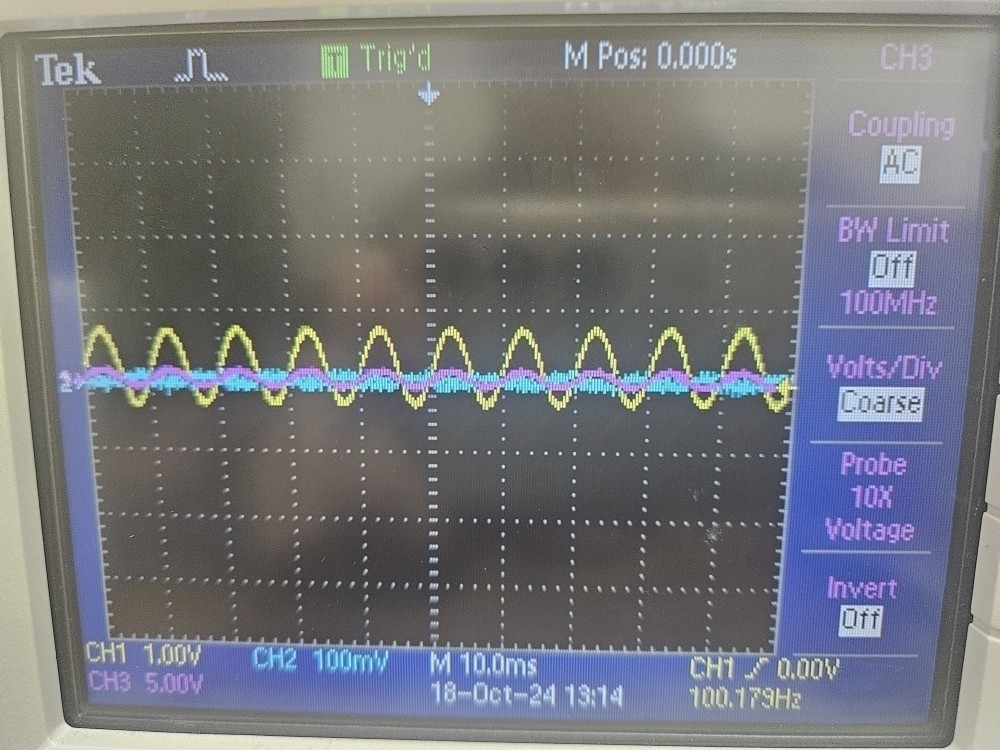 Tek T Trig'd M Pos: 0.000s CH3
Coupling
AC
BW Limit
Off
100MHz
Volts/Div
Coarse
Probe
10X
Voltage
Invert
Off
2
CH1 1.00V CH2 100mV M 10.0ms CH1 0.00V
CH3 5.00V 18-Oct-24 13:14 100.179Hz